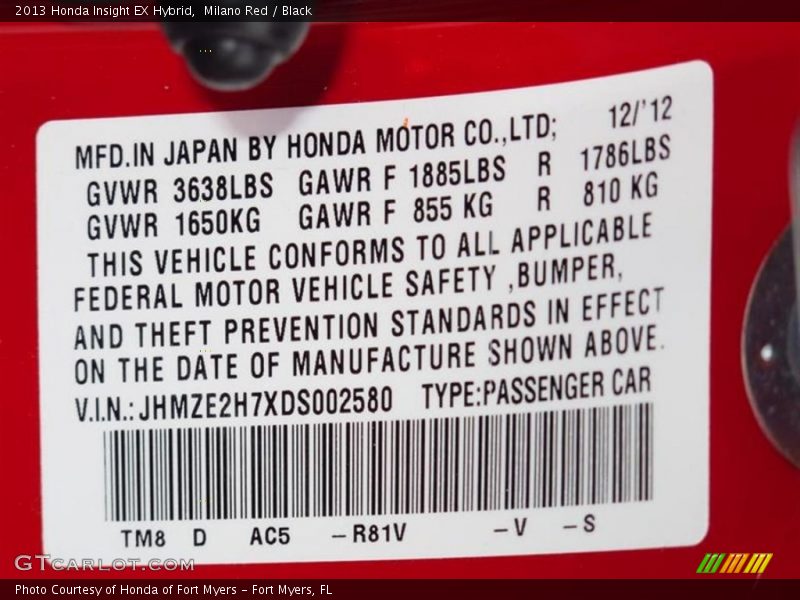 2013 Honda Insight EX Hybrid, Milano Red / Black
MFD.IN JAPAN BY HONDA MOTOR CO.,LTD; 12/'12
GVWR 3638LBS GAWR F 1885LBS R 1786LBS
GVWR 1650KG GAWR F 855 KG R 810 KG
THIS VEHICLE CONFORMS TO ALL APPLICABLE
FEDERAL MOTOR VEHICLE SAFETY ,BUMPER,
AND THEFT PREVENTION STANDARDS IN EFFECT
ON THE DATE OF MANUFACTURE SHOWN ABOVE.
V.I.N.: JHMZE2H7XDS002580 TYPE:PASSENGER CAR
TM8 D AC5 –R81V –V –S
GTCARLOT.COM
Photo Courtesy of Honda of Fort Myers – Fort Myers, FL